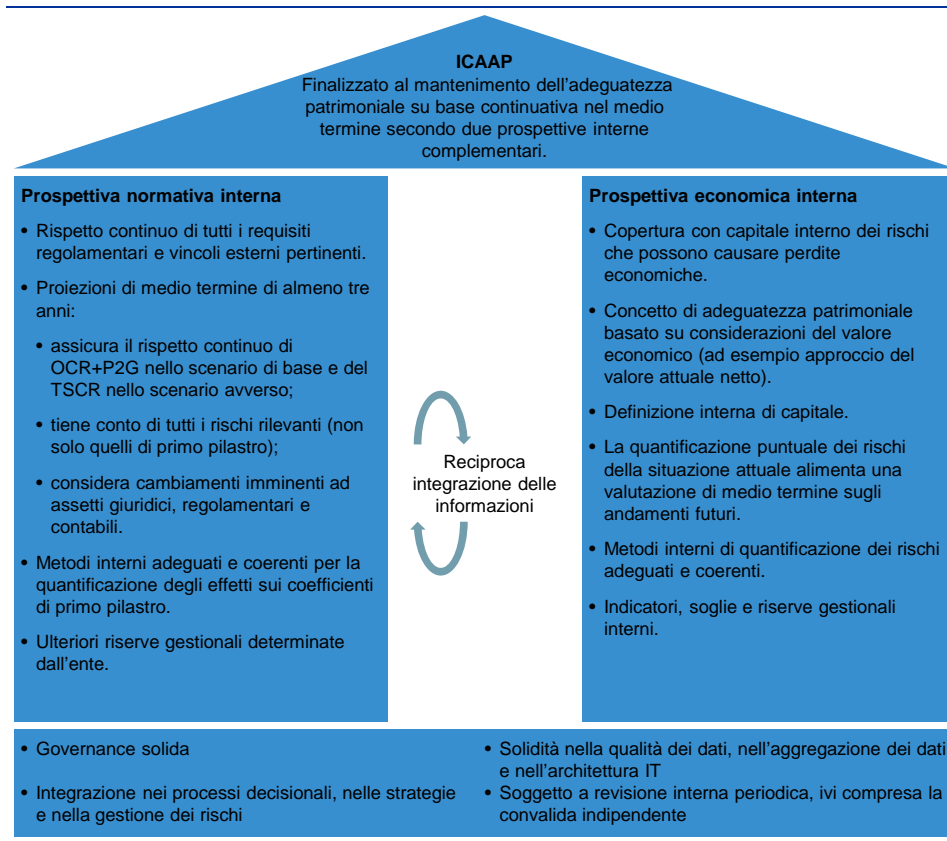 ICAAP
Finalizzato al mantenimento dell'adeguatezza
patrimoniale su base continuativa nel medio
termine secondo due prospettive interne
complementari.
Prospettiva normativa interna
• Rispetto continuo di tutti i requisiti
regolamentari e vincoli esterni pertinenti.
• Proiezioni di medio termine di almeno tre
anni:
• assicura il rispetto continuo di
OCR+P2G nello scenario di base e del
TSCR nello scenario avverso;
• tiene conto di tutti i rischi rilevanti (non
solo quelli di primo pilastro);
• considera cambiamenti imminenti ad
assetti giuridici, regolamentari e
contabili.
• Metodi interni adeguati e coerenti per la
quantificazione degli effetti sui coefficienti
di primo pilastro.
• Ulteriori riserve gestionali determinate
dall'ente.
Reciproca
integrazione delle
informazioni
Prospettiva economica interna
• Copertura con capitale interno dei rischi
che possono causare perdite
economiche.
• Concetto di adeguatezza patrimoniale
basato su considerazioni del valore
economico (ad esempio approccio del
valore attuale netto).
• Definizione interna di capitale.
• La quantificazione puntuale dei rischi
della situazione attuale alimenta una
valutazione di medio termine sugli
andamenti futuri.
• Metodi interni di quantificazione dei rischi
adeguati e coerenti.
• Indicatori, soglie e riserve gestionali
interni.
• Governance solida
• Integrazione nei processi decisionali, nelle strategie
e nella gestione dei rischi
• Solidità nella qualità dei dati, nell'aggregazione dei dati
e nell'architettura IT
• Soggetto a revisione interna periodica, ivi compresa la
convalida indipendente